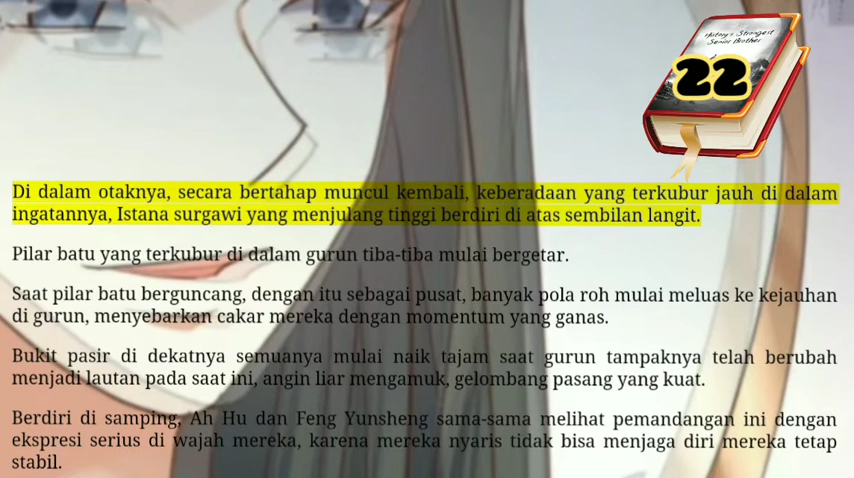 History's Strongest
Senior Brother
22
Di dalam otaknya, secara bertahap muncul kembali, keberadaan yang terkubur jauh di dalam
ingatannya, Istana surgawi yang menjulang tinggi berdiri di atas sembilan langit.
Pilar batu yang terkubur di dalam gurun tiba-tiba mulai bergetar.
Saat pilar batu berguncang, dengan itu sebagai pusat, banyak pola roh mulai meluas ke kejauhan
di gurun, menyebarkan cakar mereka dengan momentum yang ganas.
Bukit pasir di dekatnya semuanya mulai naik tajam saat gurun tampaknya telah berubah
menjadi lautan pada saat ini, angin liar mengamuk, gelombang pasang yang kuat.
Berdiri di samping, Ah Hu dan Feng Yunsheng sama-sama melihat pemandangan ini dengan
ekspresi serius di wajah mereka, karena mereka nyaris tidak bisa menjaga diri mereka tetap
stabil.